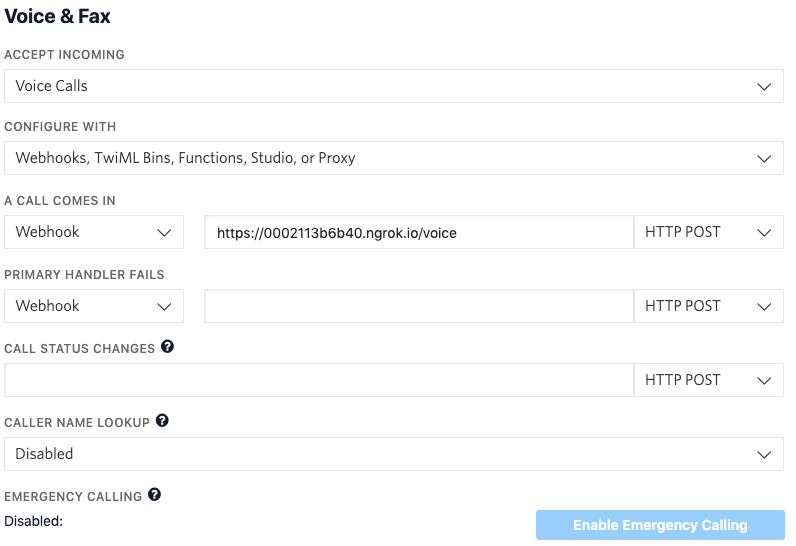 Voice & Fax
ACCEPT INCOMING
Voice Calls
CONFIGURE WITH
Webhooks, TwiML Bins, Functions, Studio, or Proxy
A CALL COMES IN
Webhook https://0002113b6b40.ngrok.io/voice HTTP POST
PRIMARY HANDLER FAILS
Webhook HTTP POST
CALL STATUS CHANGES ?
HTTP POST
CALLER NAME LOOKUP ?
Disabled
EMERGENCY CALLING ?
Disabled: Enable Emergency Calling